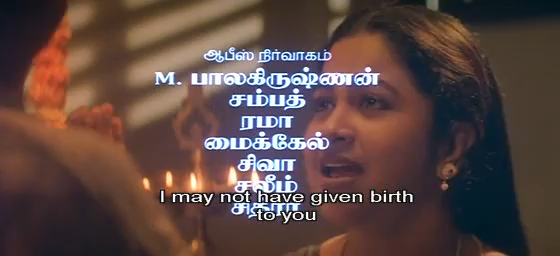 ஆபீஸ் நிர்வாகம்
M. பாலகிருஷ்ணன்
சம்பத்
ரமா
மைக்கேல்
சிவா
சலீம்
I may not have given birth
to you